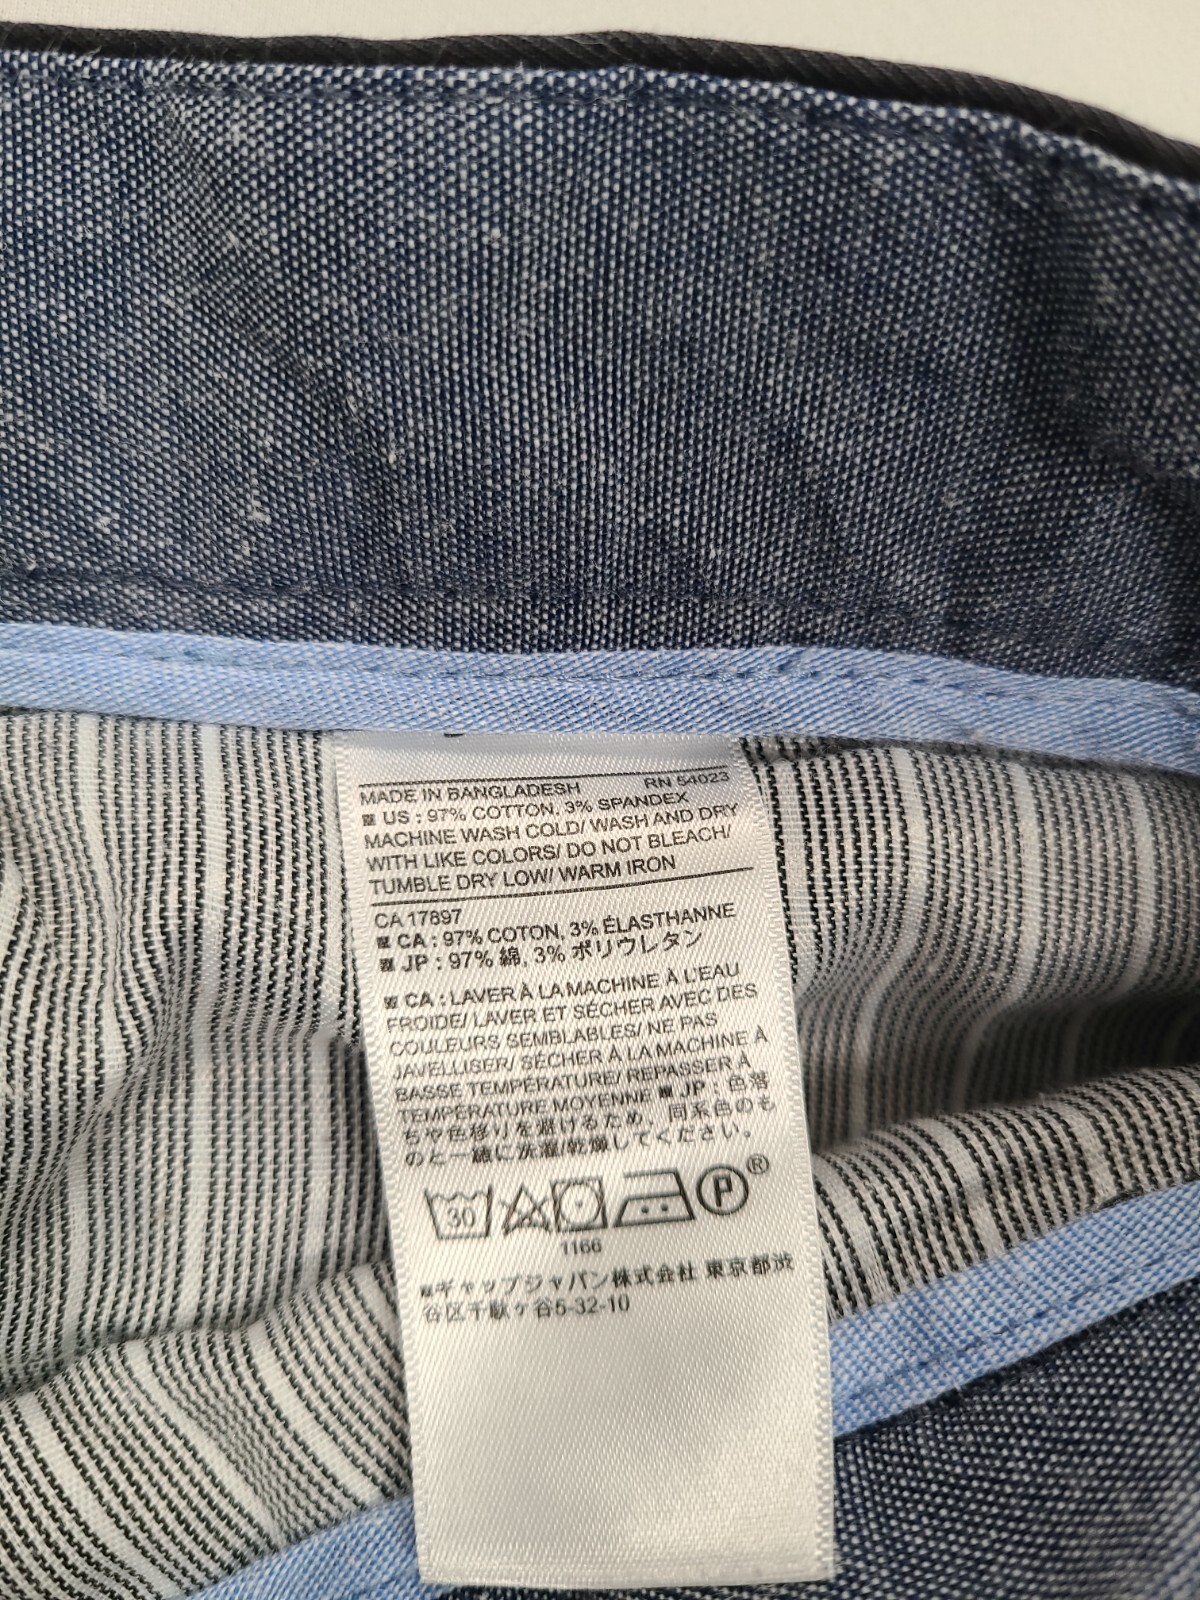 MADE IN BANGLADESH RN 54023
US : 97% COTTON, 3% SPANDEX
MACHINE WASH COLD/ WASH AND DRY
WITH LIKE COLORS/ DO NOT BLEACH/
TUMBLE DRY LOW/ WARM IRON
CA 17897
CA : 97% COTON, 3% ÉLASTHANNE
JP : 97% 綿, 3% ポリウレタン
CA : LAVER À LA MACHINE À L'EAU
FROIDE/ LAVER ET SÉCHER AVEC DES
COULEURS SEMBLABLES/ NE PAS
JAVELLISER/ SÉCHER À LA MACHINE À
BASSE TEMPÉRATURE/ REPASSER À
TEMPÉRATURE MOYENNE JP : 色落
ちや色移りを避けるため、同系色のも
のと一緒に洗濯/乾燥してください。
30 P ®
1166
ギャップジャパン株式会社 東京都渋
谷区千駄ヶ谷5-32-10